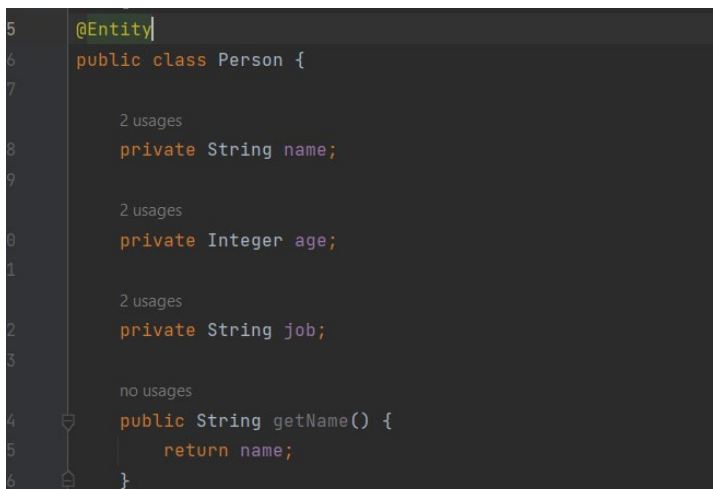 5 @Entity
6 public class Person {
7
2 usages
8 private String name;
9
2 usages
0 private Integer age;
1
2 usages
2 private String job;
3
no usages
4 public String getName() {
5 return name;
6 }